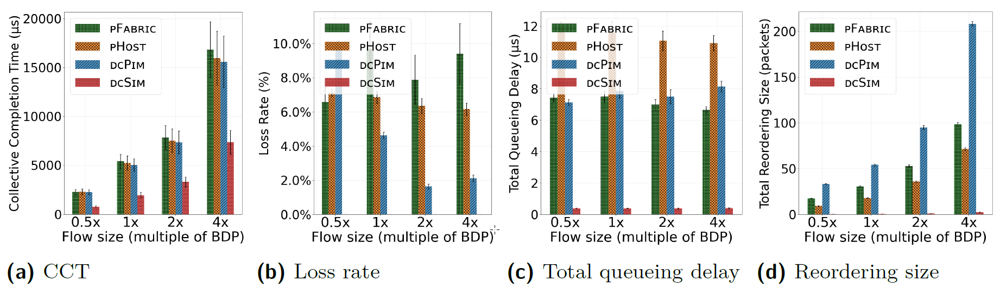 Collective Completion Time (µs)
20000
15000
10000
5000
0
pFabric
pHost
dcPim
dcSim
0.5x 1x 2x 4x
Flow size (multiple of BDP)
(a) CCT
Loss Rate (%)
10.0%
8.0%
6.0%
4.0%
2.0%
0.0%
pFabric
pHost
dcPim
dcSim
0.5x 1x 2x 4x
Flow size (multiple of BDP)
(b) Loss rate
Total Queueing Delay (µs)
12
10
8
6
4
2
0
pFabric
pHost
dcPim
dcSim
0.5x 1x 2x 4x
Flow size (multiple of BDP)
(c) Total queueing delay
Total Reordering Size (packets)
200
150
100
50
0
pFabric
pHost
dcPim
dcSim
0.5x 1x 2x 4x
Flow size (multiple of BDP)
(d) Reordering size